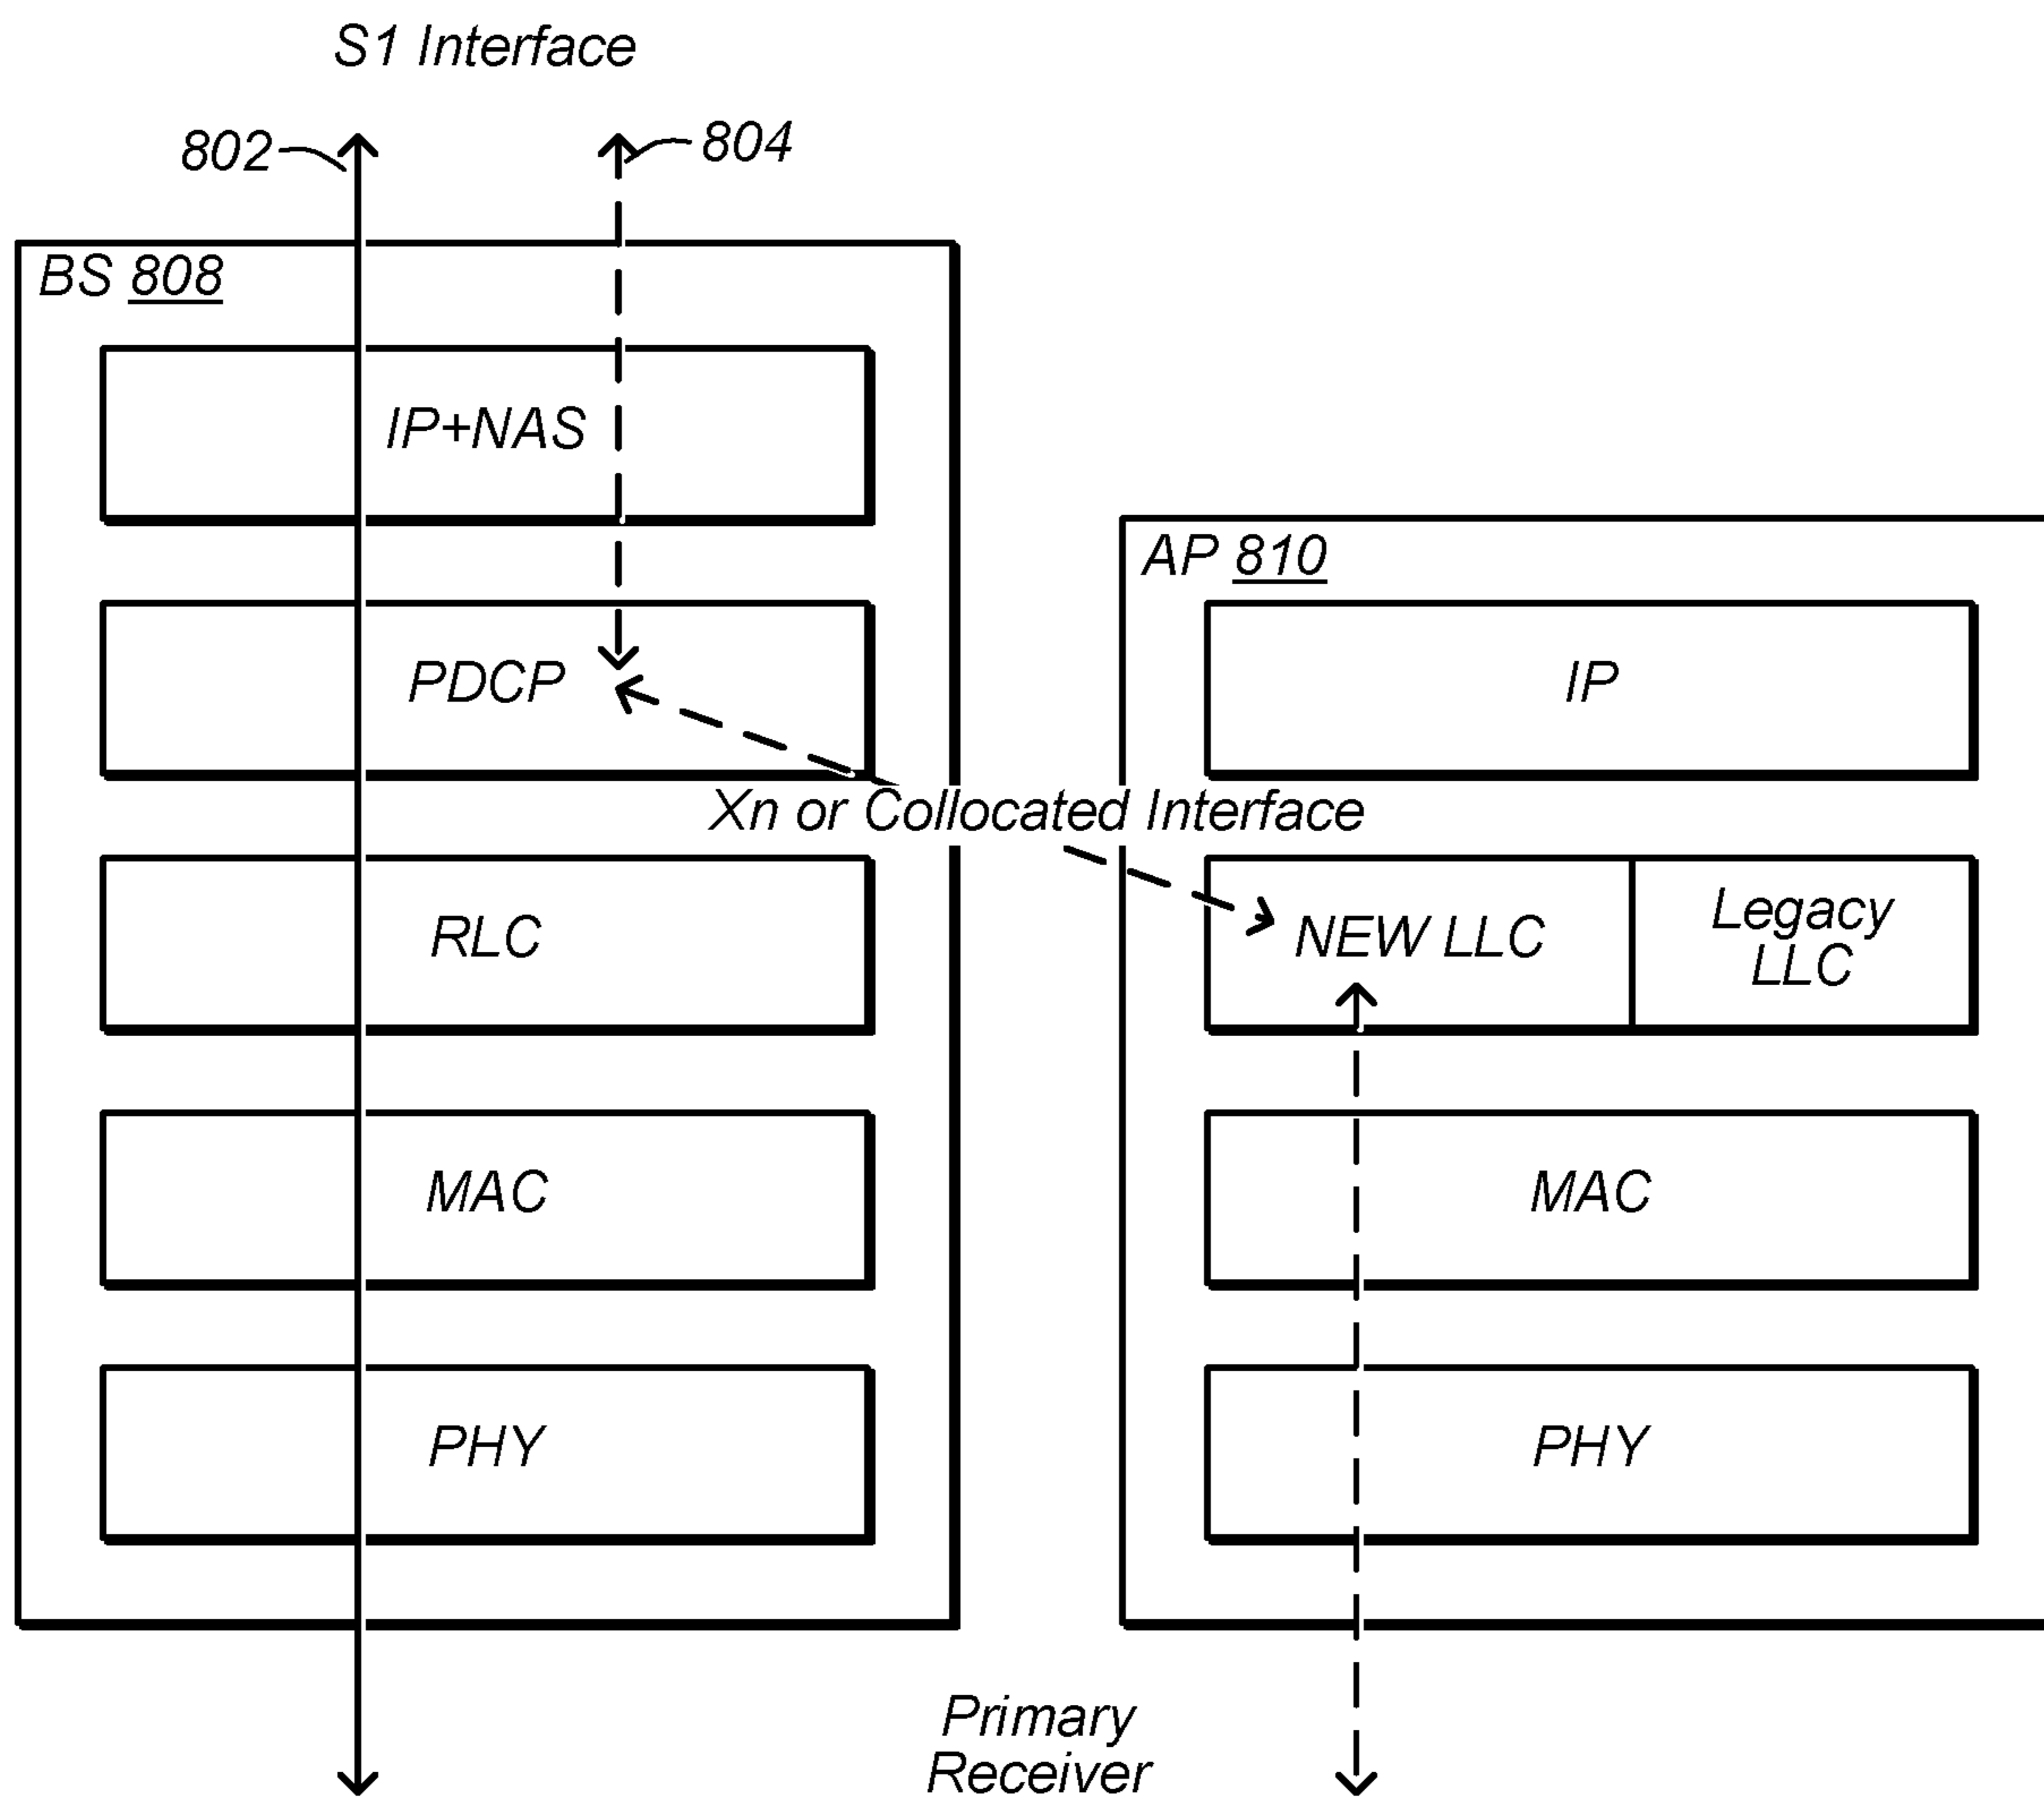 S1 Interface
802
804
BS 808
IP+NAS
AP 810
PDCP
IP
Xn or Collocated Interface
RLC
NEW LLC
Legacy
LLC
MAC
MAC
PHY
PHY
Primary
Receiver